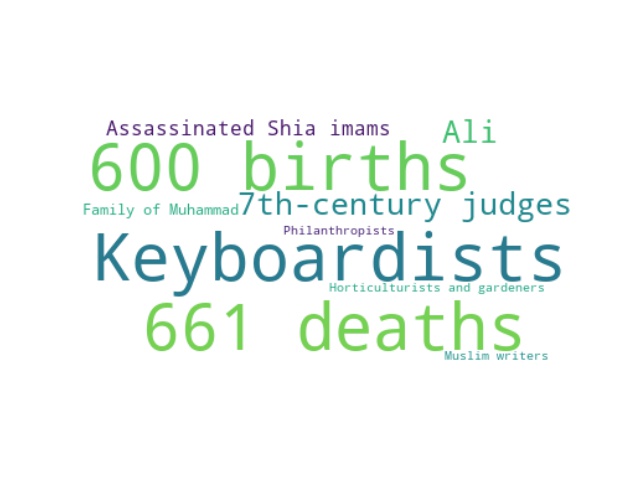 Assassinated Shia imams
Ali
600 births
7th-century judges
Family of Muhammad
Philanthropists
Keyboardists
Horticulturists and gardeners
661 deaths
Muslim writers